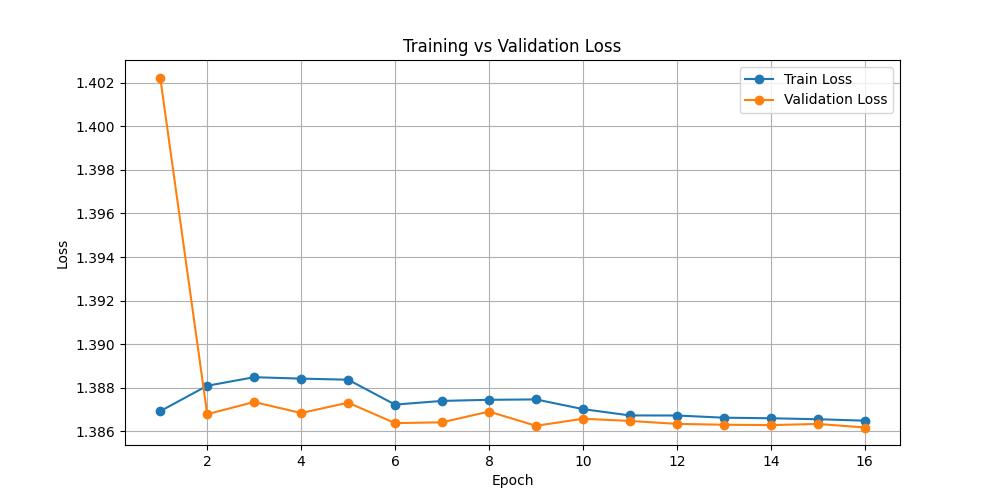 Training vs Validation Loss
Train Loss
Validation Loss
1.402
1.400
1.398
1.396
1.394
1.392
1.390
1.388
1.386
Loss
2 4 6 8 10 12 14 16
Epoch